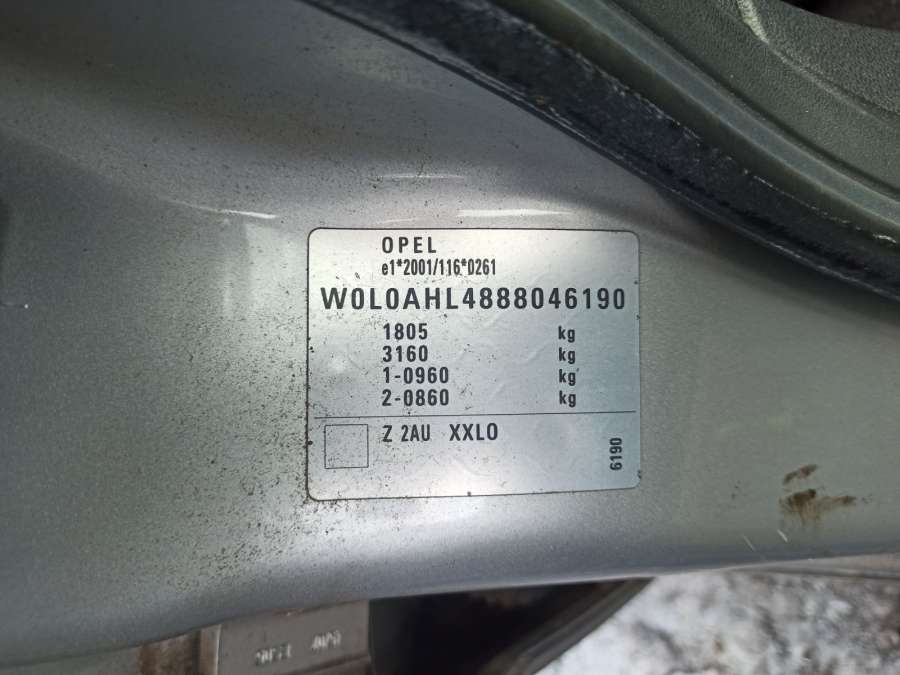 OPEL
e1*2001/116*0261
W0L0AHL4888046190
1805 kg
3160 kg
1-0960 kg
2-0860 kg
Z 2AU XXL0
6190